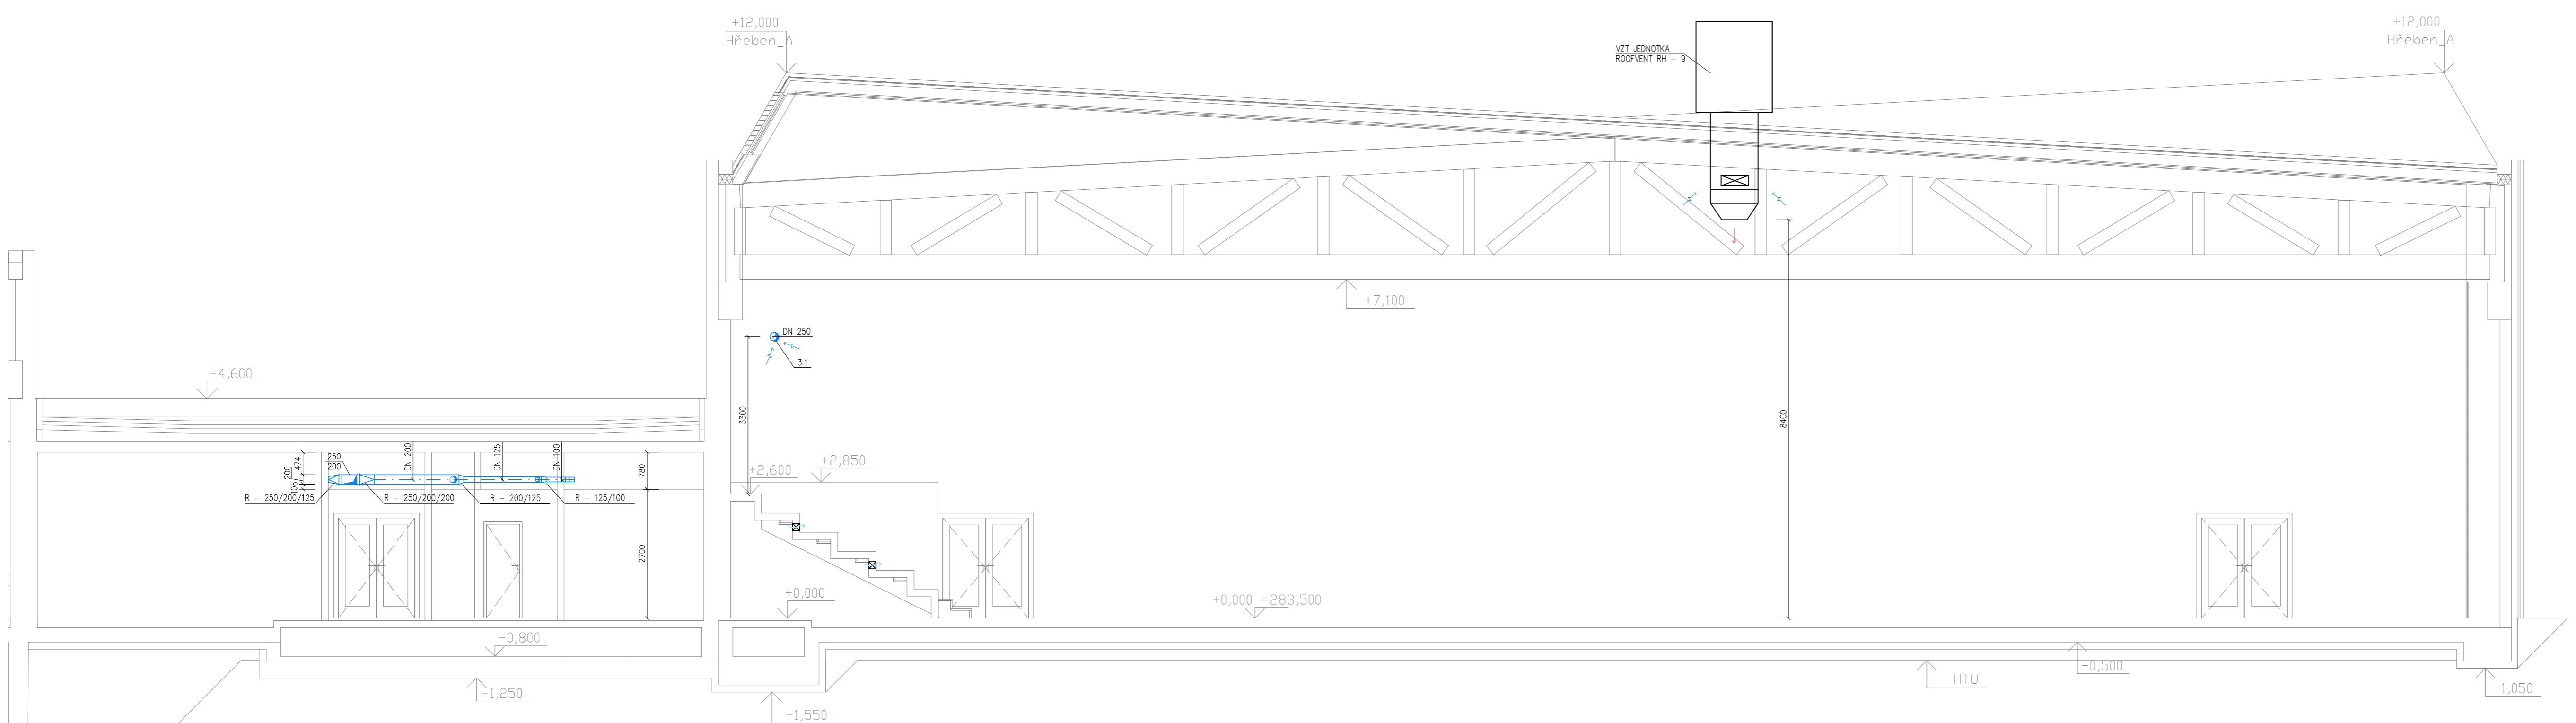 +12,000
Hřeben_A
VZT JEDNOTKA
ROOFVENT RH - 9
+12,000
Hřeben_A
+7,100
DN 250
3.1
+4,600
3300
8400
DN 200
DN 125
DN 100
474
200
106
250
200
780
+2,850
+2,600
R - 250/200/125
R - 250/200/200
R - 200/125
R - 125/100
2700
+0,000
+0,000 =283,500
-0,800
-0,500
HTU
-1,250
-1,050
-1,550